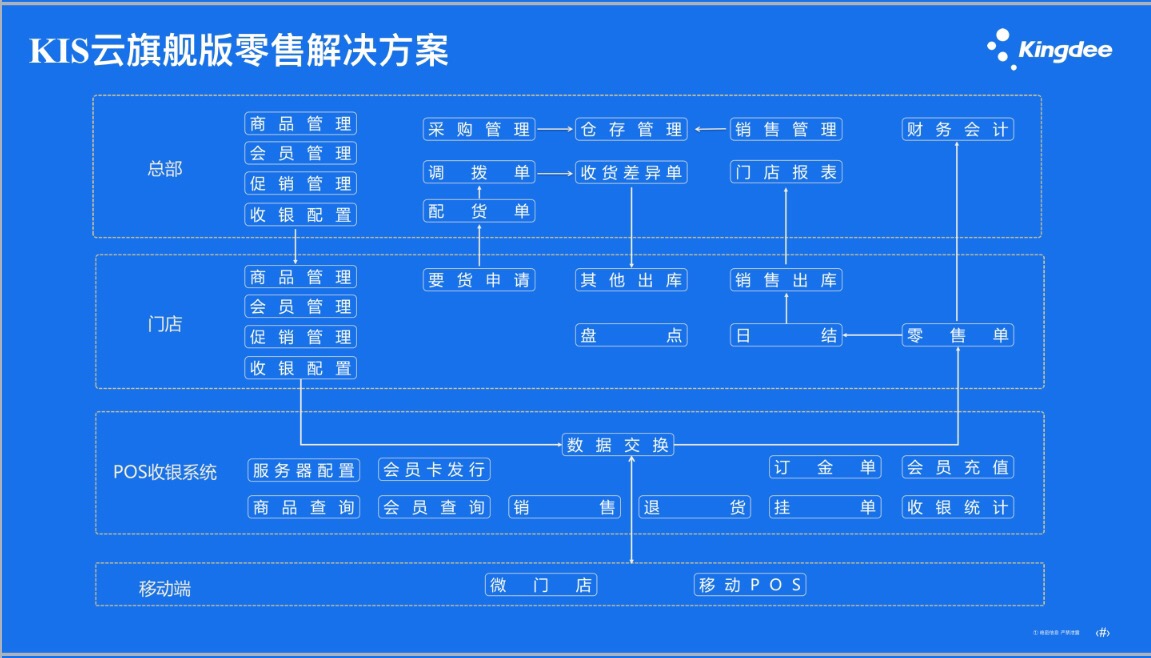 KIS云旗舰版零售解决方案
Kingdee
总部
商品管理
会员管理
促销管理
收银配置
采购管理
仓存管理
销售管理
财务会计
调拨单
收货差异单
门店报表
配货单
门店
商品管理
会员管理
促销管理
收银配置
要货申请
其他出库
销售出库
盘点
日结
零售单
POS收银系统
数据交换
服务器配置
会员卡发行
订金单
会员充值
商品查询
会员查询
销售
退货
挂单
收银统计
移动端
微门店
移动POS
‹#›